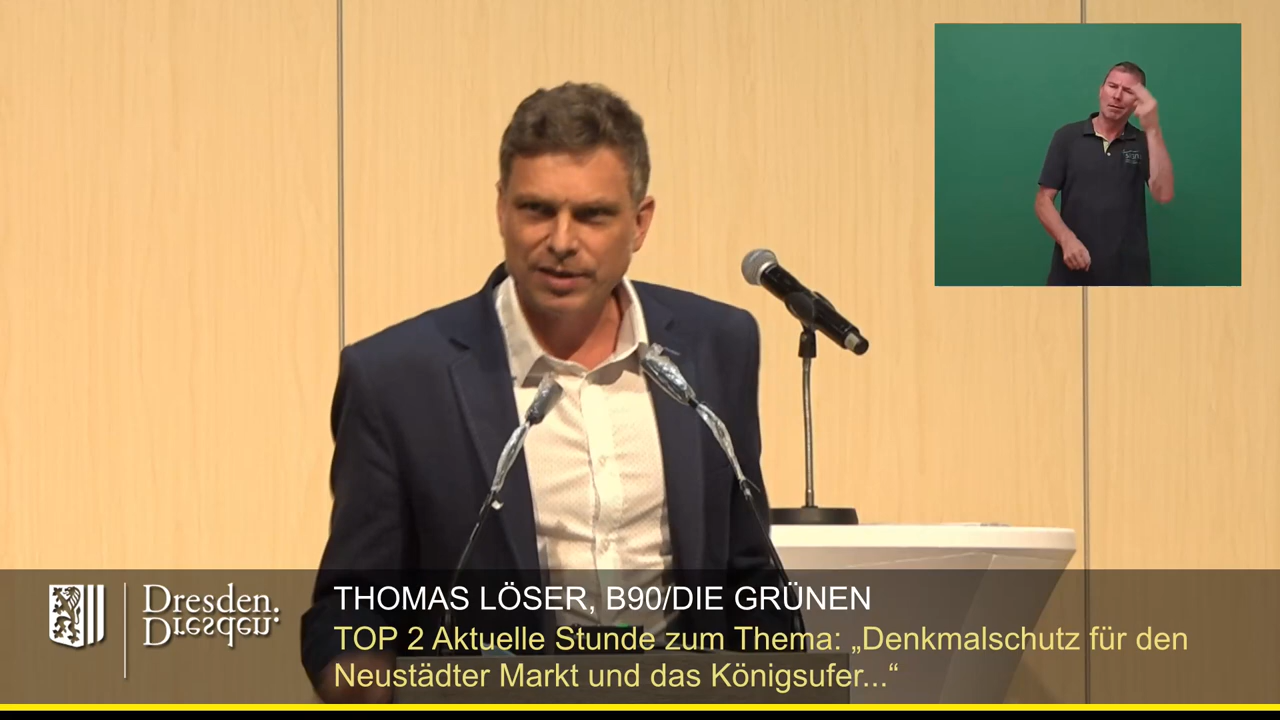 Dresden.
Dresden.
THOMAS LÖSER, B90/DIE GRÜNEN
TOP 2 Aktuelle Stunde zum Thema: „Denkmalschutz für den
Neustädter Markt und das Königsufer...“